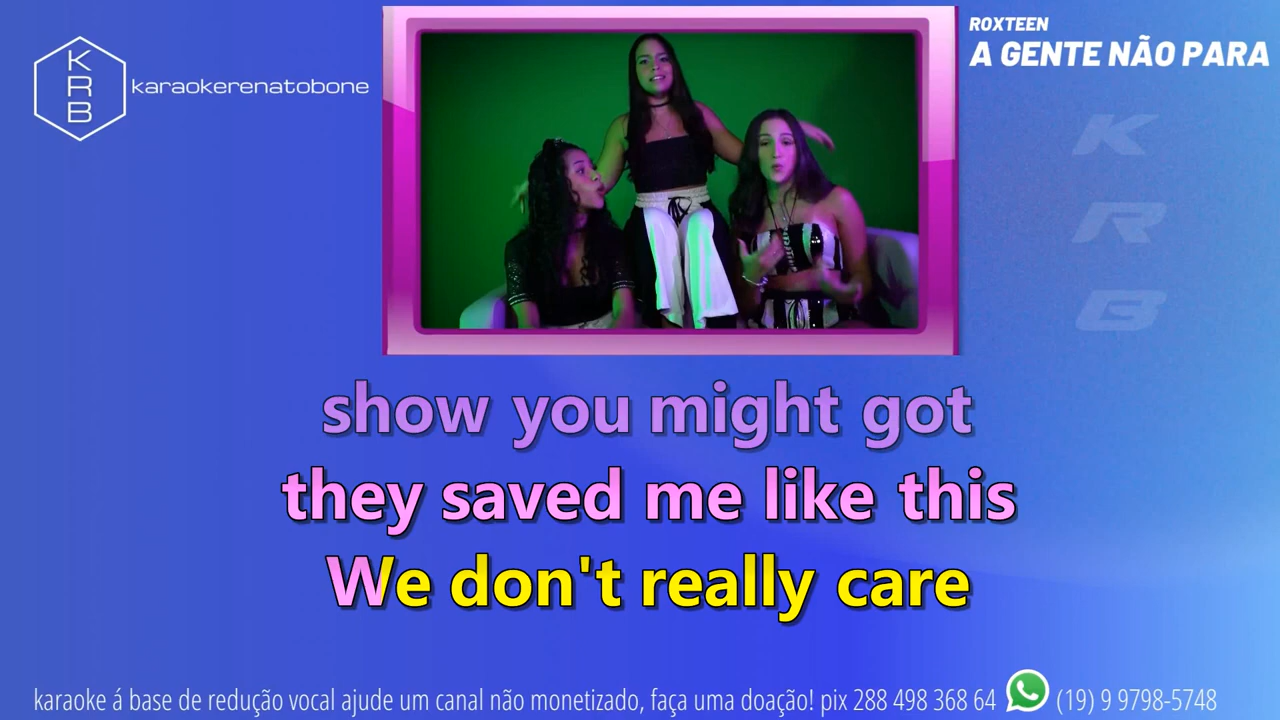 KRB
karaokerenatobone
ROXTEEN
A GENTE NÃO PARA
K
R
B
show you might got
they saved me like this
We don't really care
karaoke á base de redução vocal ajude um canal não monetizado, faça uma doação! pix 288 498 368 64 (19) 9 9798-5748